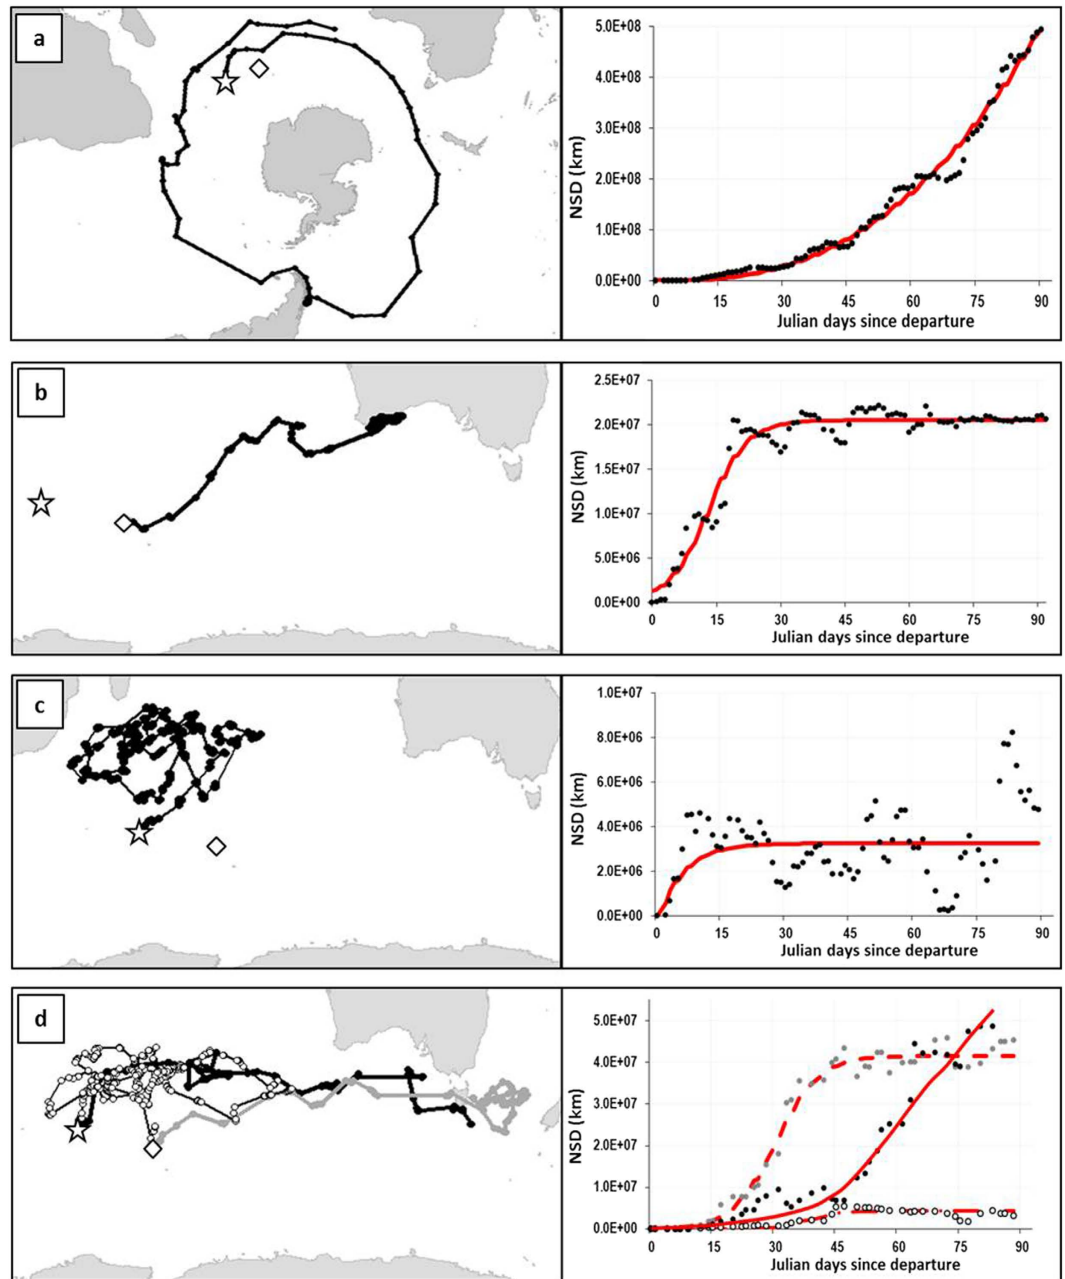 a
5.0E+08
4.0E+08
3.0E+08
2.0E+08
1.0E+08
0.0E+00
NSD (km)
0 15 30 45 60 75 90
Julian days since departure
b
2.5E+07
2.0E+07
1.5E+07
1.0E+07
5.0E+06
0.0E+00
NSD (km)
0 15 30 45 60 75 90
Julian days since departure
c
1.0E+07
8.0E+06
6.0E+06
4.0E+06
2.0E+06
0.0E+00
NSD (km)
0 15 30 45 60 75 90
Julian days since departure
d
5.0E+07
4.0E+07
3.0E+07
2.0E+07
1.0E+07
0.0E+00
NSD (km)
0 15 30 45 60 75 90
Julian days since departure